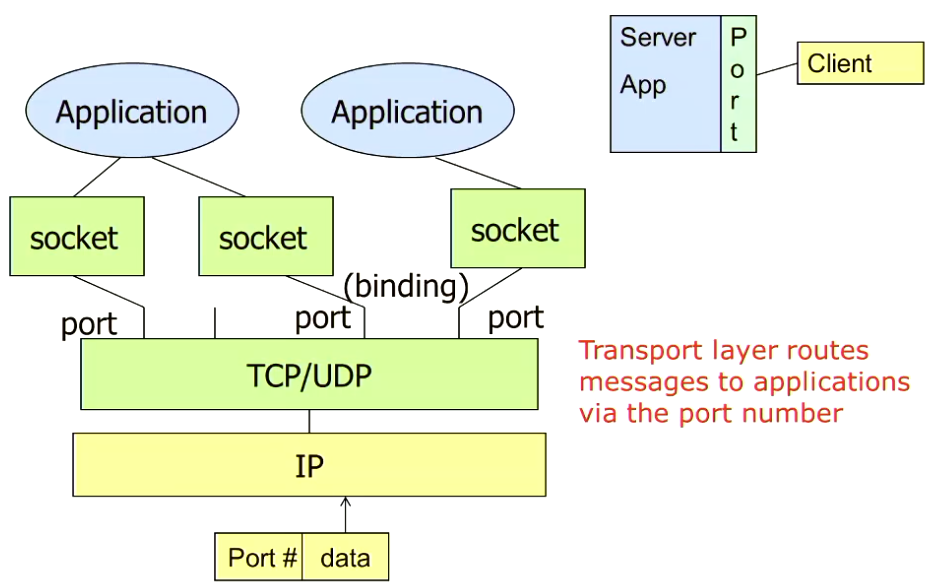 Server
App
Port
Client
Application
Application
socket
socket
socket
(binding)
port
port
port
TCP/UDP
Transport layer routes
messages to applications
via the port number
IP
Port #
data